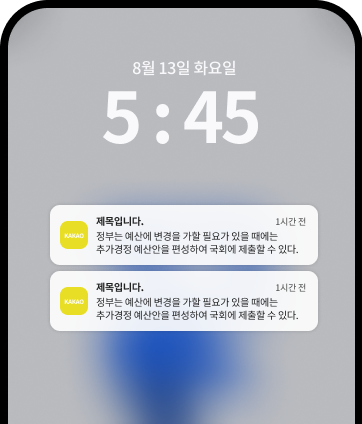 8월 13일 화요일
5:45
제목입니다.
1시간 전
KAKAO
정부는 예산에 변경을 가할 필요가 있을 때에는
추가경정 예산안을 편성하여 국회에 제출할 수 있다.
제목입니다.
1시간 전
KAKAO
정부는 예산에 변경을 가할 필요가 있을 때에는
추가경정 예산안을 편성하여 국회에 제출할 수 있다.